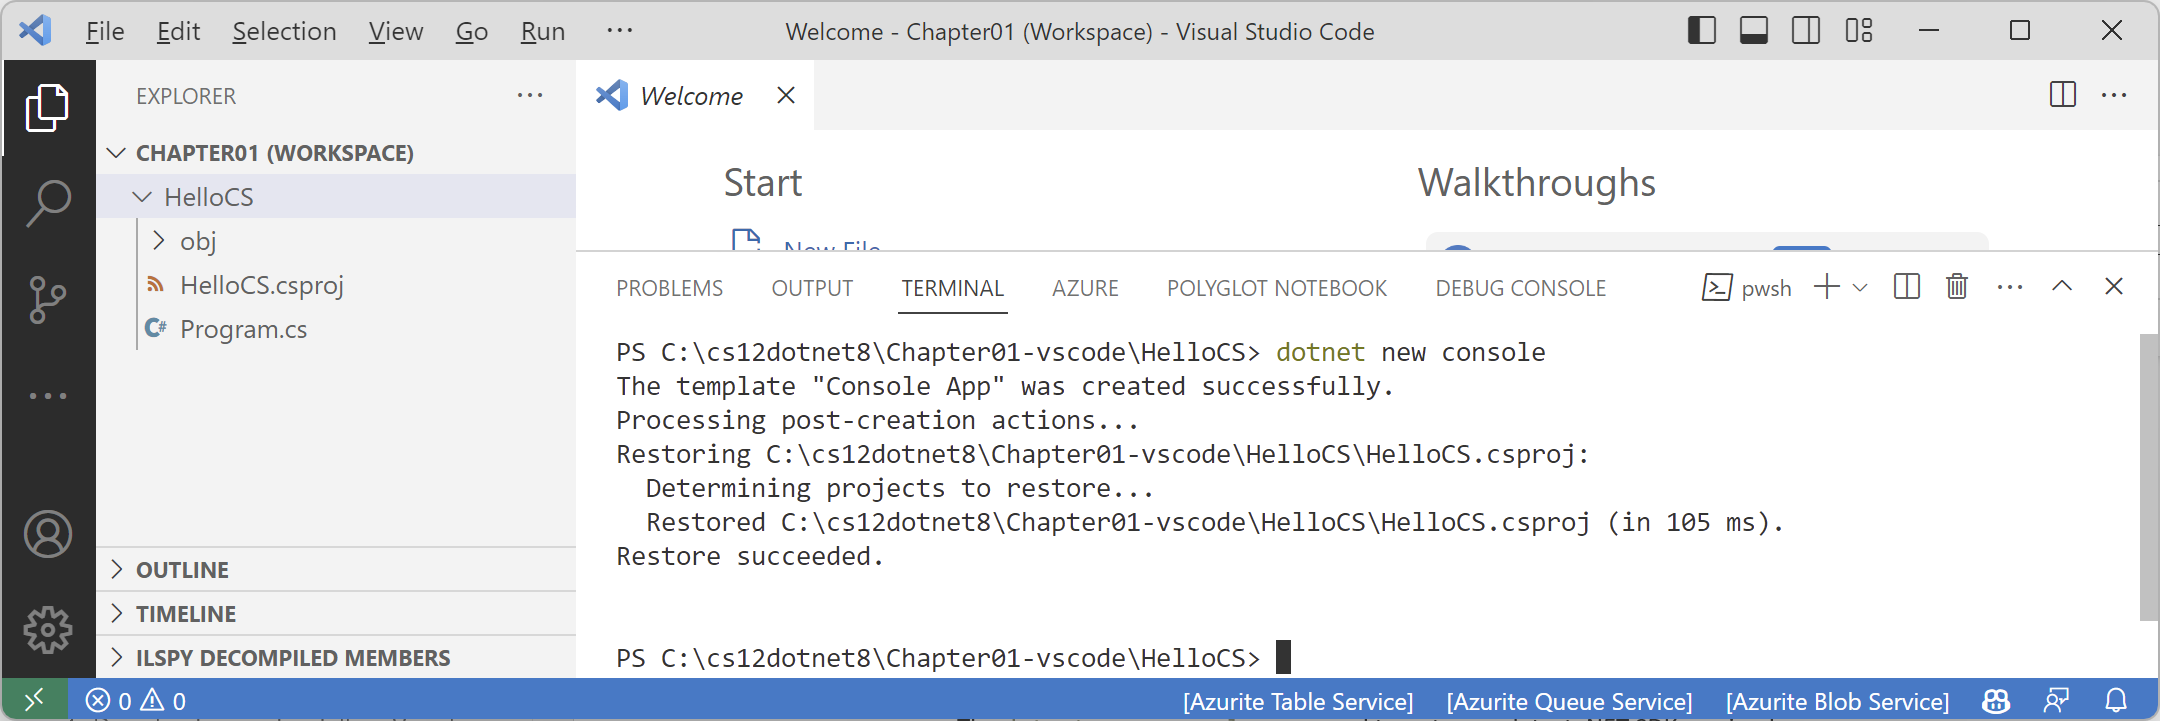 File Edit Selection View Go Run ... Welcome - Chapter01 (Workspace) - Visual Studio Code
EXPLORER
Welcome
CHAPTER01 (WORKSPACE)
HelloCS
obj
HelloCS.csproj
Program.cs
OUTLINE
TIMELINE
ILSPY DECOMPILED MEMBERS
Start
Walkthroughs
New File
PROBLEMS OUTPUT TERMINAL AZURE POLYGLOT NOTEBOOK DEBUG CONSOLE pwsh
PS C:\cs12dotnet8\Chapter01-vscode\HelloCS> dotnet new console
The template "Console App" was created successfully.
Processing post-creation actions...
Restoring C:\cs12dotnet8\Chapter01-vscode\HelloCS\HelloCS.csproj:
Determining projects to restore...
Restored C:\cs12dotnet8\Chapter01-vscode\HelloCS\HelloCS.csproj (in 105 ms).
Restore succeeded.
PS C:\cs12dotnet8\Chapter01-vscode\HelloCS>
0 0 [Azurite Table Service] [Azurite Queue Service] [Azurite Blob Service]